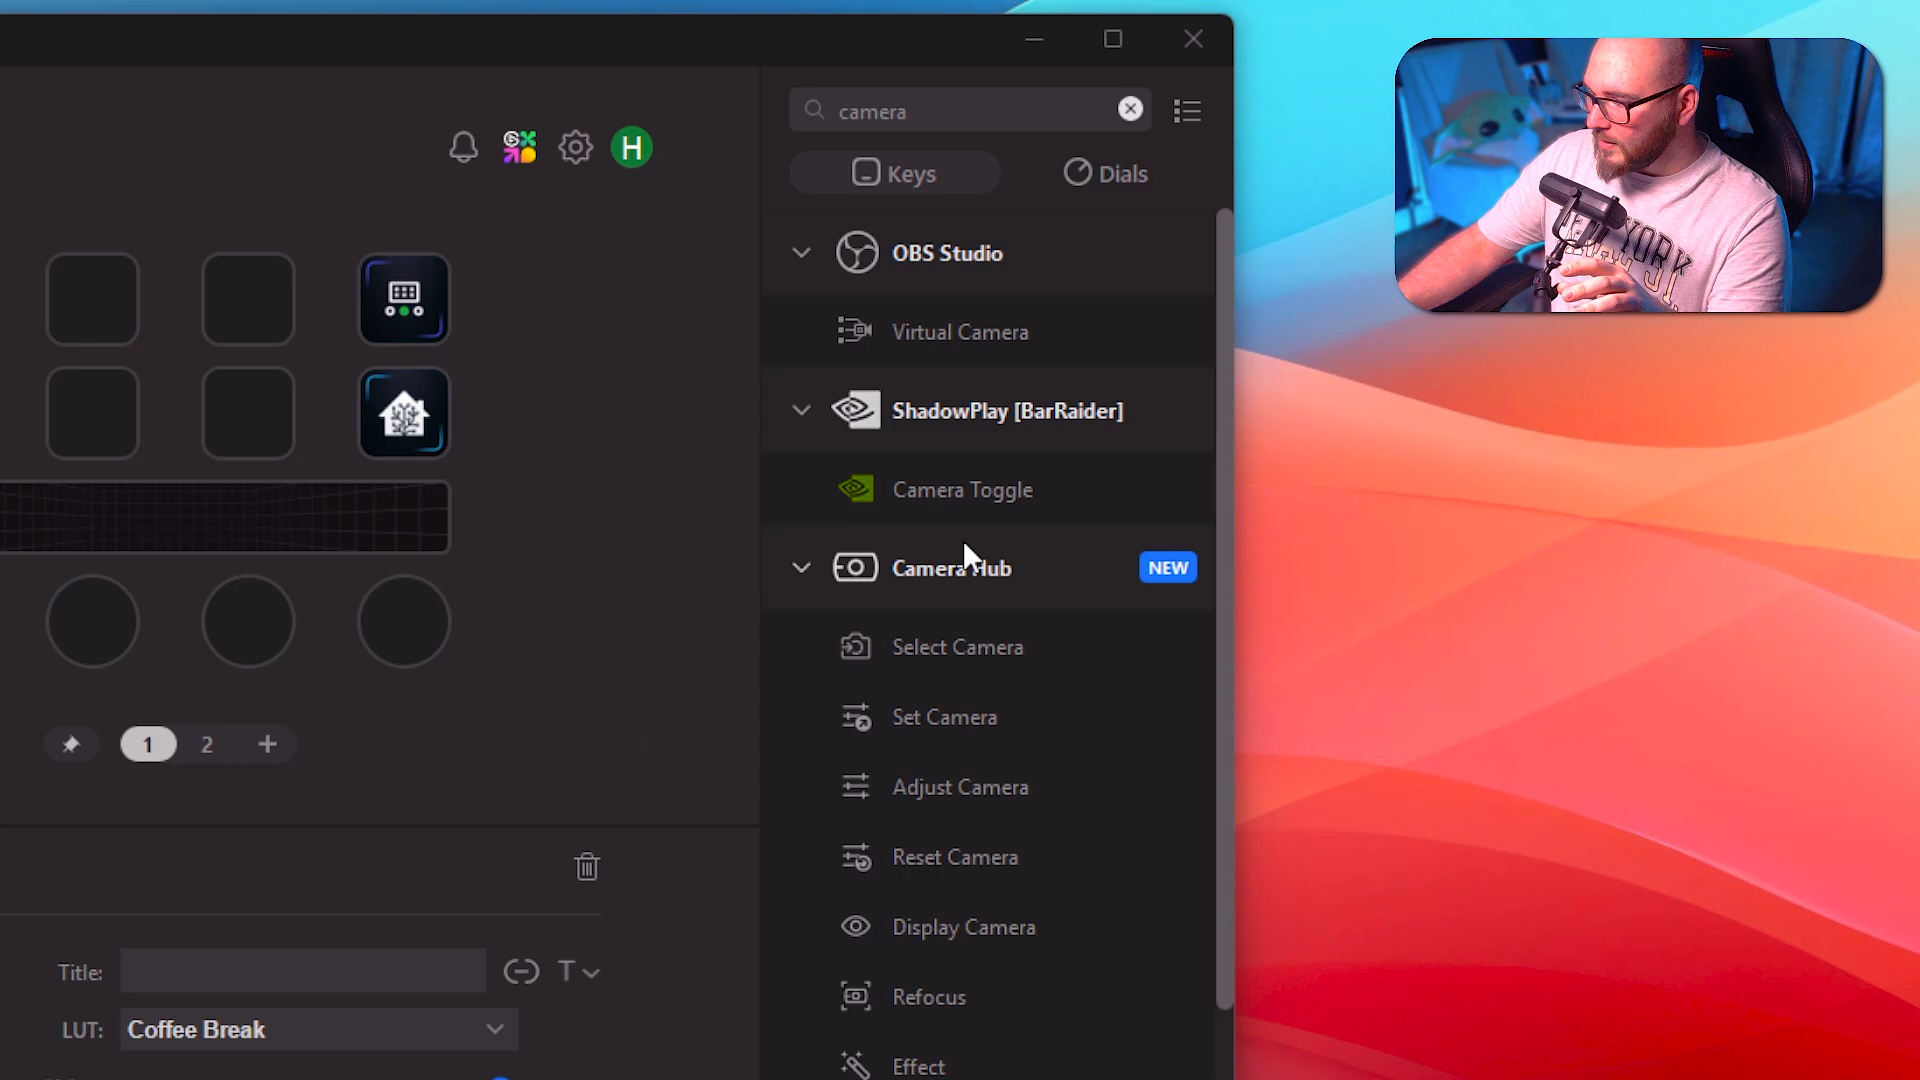 camera
H
Keys
Dials
OBS Studio
Virtual Camera
ShadowPlay [BarRaider]
Camera Toggle
Camera Hub
NEW
Select Camera
Set Camera
Adjust Camera
Reset Camera
Display Camera
Refocus
Effect
1
2
+
Title:
T
LUT:
Coffee Break